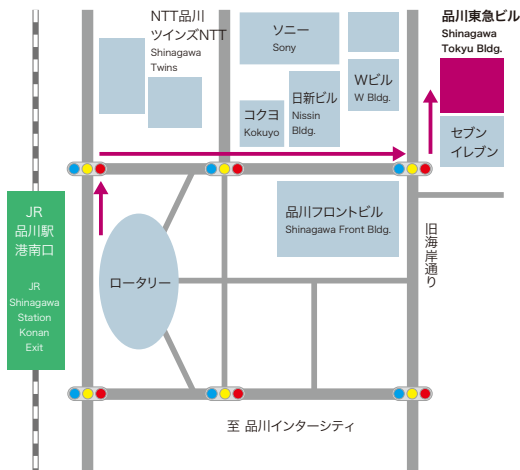 NTT品川
ツインズNTT
Shinagawa
Twins
ソニー
Sony
品川東急ビル
Shinagawa
Tokyu Bldg.
Wビル
W Bldg.
日新ビル
Nissin
Bldg.
コクヨ
Kokuyo
セブン
イレブン
JR
品川駅
港南口
JR
Shinagawa
Station
Konan
Exit
品川フロントビル
Shinagawa Front Bldg.
旧海岸通り
ロータリー
至 品川インターシティ